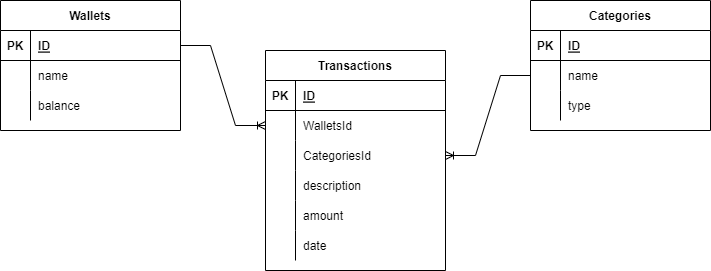 Wallets
PK ID
name
balance
Transactions
PK ID
WalletsId
CategoriesId
description
amount
date
Categories
PK ID
name
type